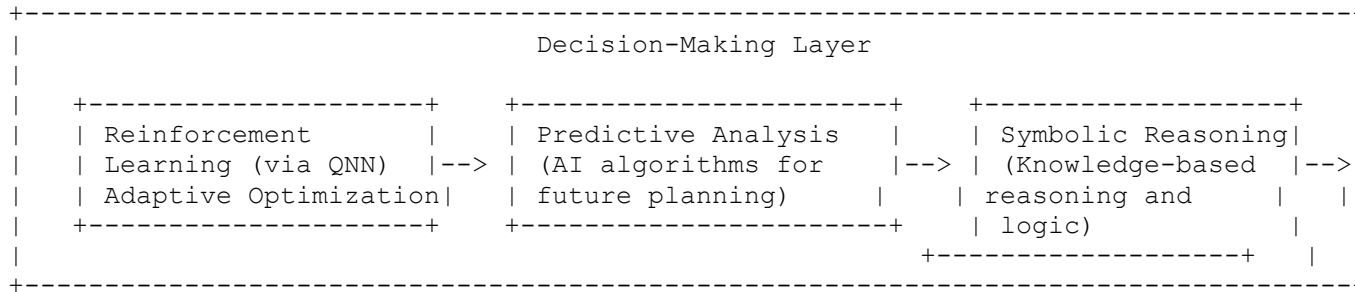 +-----------------------------------------------------------------------------------
|                                Decision-Making Layer
|
|   +---------------------+    +-----------------------+    +-------------------+
|   | Reinforcement       |    | Predictive Analysis   |    | Symbolic Reasoning|
|   | Learning (via QNN)  |--> | (AI algorithms for    |--> | (Knowledge-based  |-->
|   | Adaptive Optimization|   | future planning)     |    | reasoning and     |   |
|   +---------------------+    +-----------------------+    | logic)            |
|                                                        +-------------------+   |
+-----------------------------------------------------------------------------------